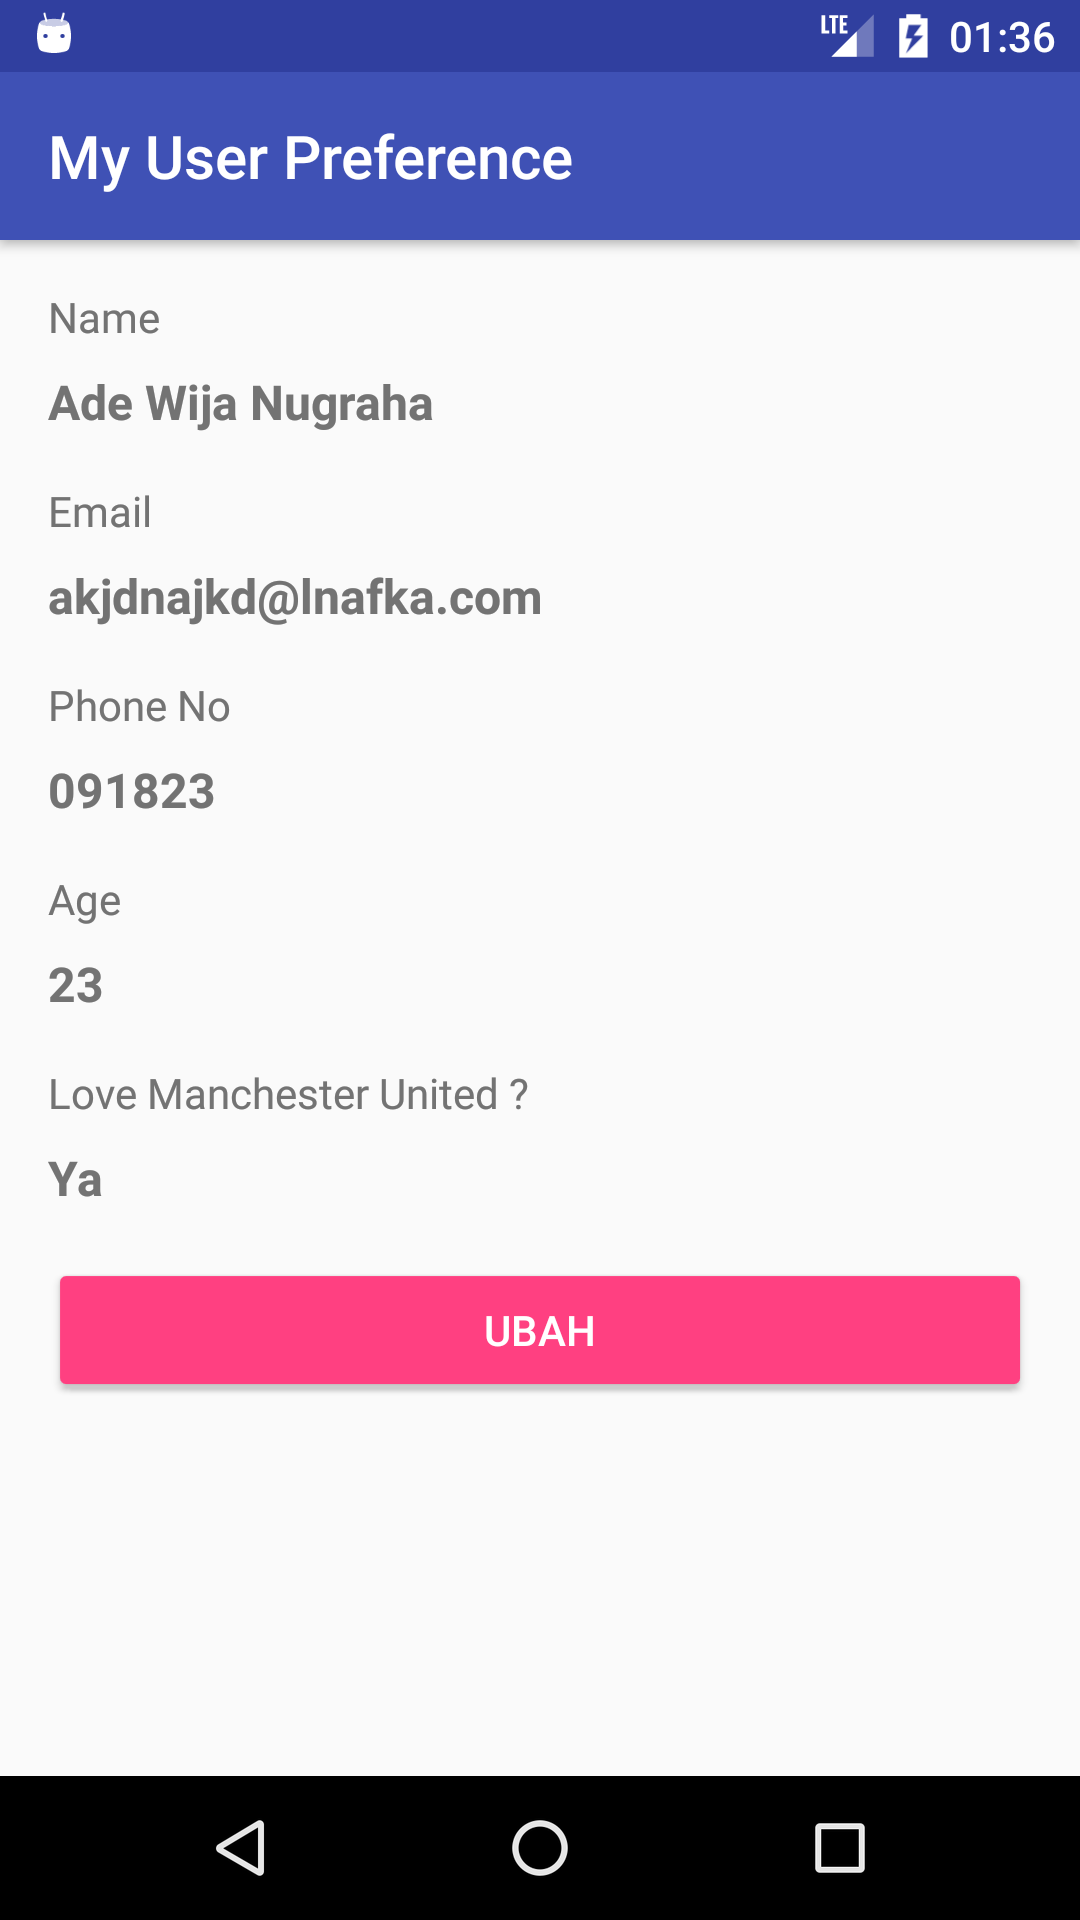 LTE 01:36
My User Preference
Name
Ade Wija Nugraha
Email
akjdnajkd@lnafka.com
Phone No
091823
Age
23
Love Manchester United ?
Ya
UBAH